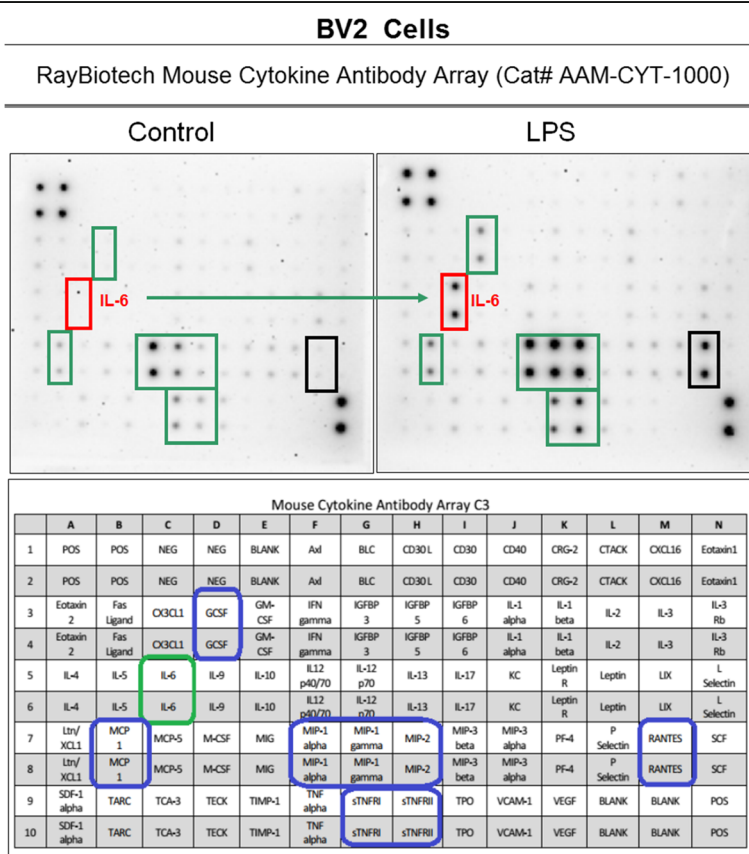 BV2 Cells
RayBiotech Mouse Cytokine Antibody Array (Cat# AAM-CYT-1000)
Control LPS
IL-6 IL-6
Mouse Cytokine Antibody Array C3
A B C D E F G H I J K L M N
1 POS POS NEG NEG BLANK Axl BLC CD30 L CD30 CD40 CRG-2 CTACK CXCL16 Eotaxin1
2 POS POS NEG NEG BLANK Axl BLC CD30 L CD30 CD40 CRG-2 CTACK CXCL16 Eotaxin1
3 Eotaxin 2 Fas Ligand CX3CL1 GCSF GM-CSF IFN gamma IGFBP 3 IGFBP 5 IGFBP 6 IL-1 alpha IL-1 beta IL-2 IL-3 IL-3 Rb
4 Eotaxin 2 Fas Ligand CX3CL1 GCSF GM-CSF IFN gamma IGFBP 3 IGFBP 5 IGFBP 6 IL-1 alpha IL-1 beta IL-2 IL-3 IL-3 Rb
5 IL-4 IL-5 IL-6 IL-9 IL-10 IL12 p40/70 IL-12 p70 IL-13 IL-17 KC Leptin R Leptin LIX L Selectin
6 IL-4 IL-5 IL-6 IL-9 IL-10 IL12 p40/70 IL-12 p70 IL-13 IL-17 KC Leptin R Leptin LIX L Selectin
7 Ltn/ XCL1 MCP 1 MCP-5 M-CSF MIG MIP-1 alpha MIP-1 gamma MIP-2 MIP-3 beta MIP-3 alpha PF-4 P Selectin RANTES SCF
8 Ltn/ XCL1 MCP 1 MCP-5 M-CSF MIG MIP-1 alpha MIP-1 gamma MIP-2 MIP-3 beta MIP-3 alpha PF-4 P Selectin RANTES SCF
9 SDF-1 alpha TARC TCA-3 TECK TIMP-1 TNF alpha sTNFRI sTNFRII TPO VCAM-1 VEGF BLANK BLANK POS
10 SDF-1 alpha TARC TCA-3 TECK TIMP-1 TNF alpha sTNFRI sTNFRII TPO VCAM-1 VEGF BLANK BLANK POS